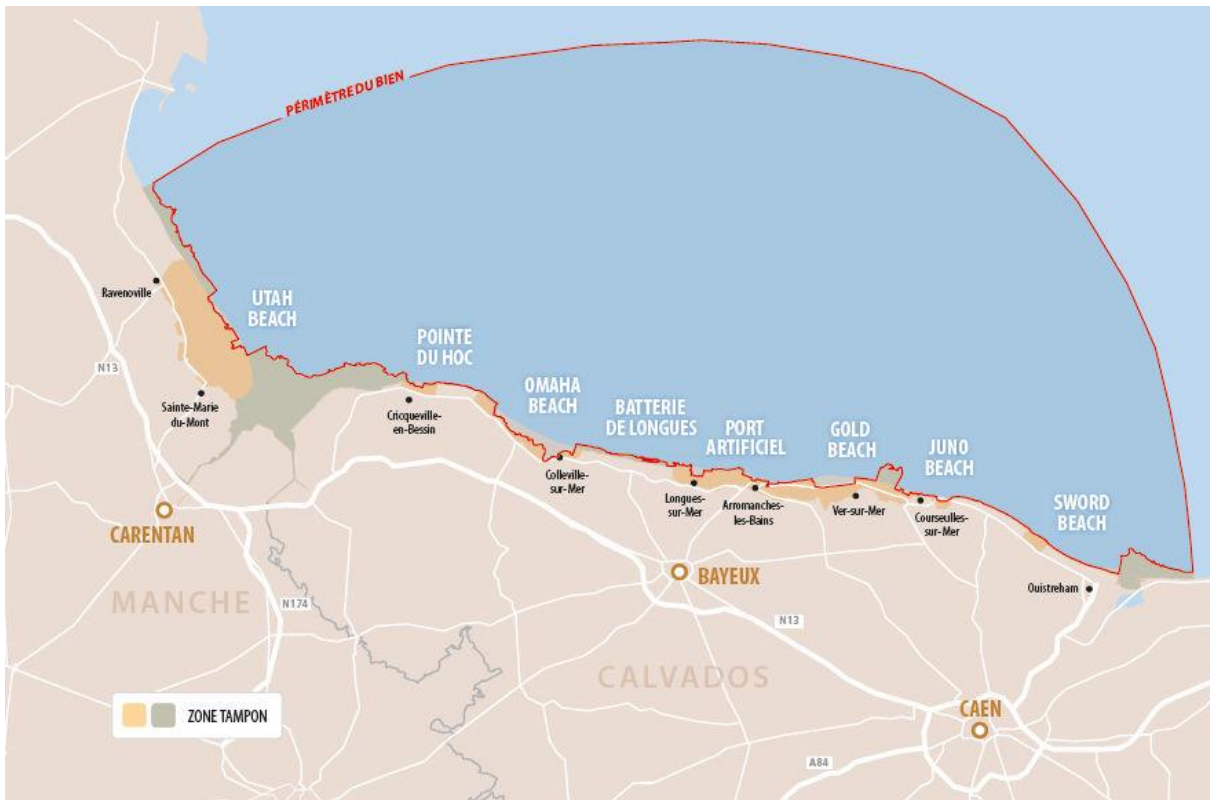 PÉRIMÈTRE DU BIEN
Ravenoville
UTAH
BEACH
POINTE
DU HOC
N13
OMAHA
BEACH
BATTERIE
DE LONGUES
PORT
ARTIFICIEL
GOLD
BEACH
JUNO
BEACH
Sainte-Marie
du-Mont
Cricqueville-
en-Bessin
Colleville-
sur-Mer
Longues-
sur-Mer
Arromanches-
les-Bains
Ver-sur-Mer
Courseulles-
sur-Mer
SWORD
BEACH
CARENTAN
BAYEUX
Ouistreham
MANCHE
N174
N13
CALVADOS
ZONE TAMPON
CAEN
A84